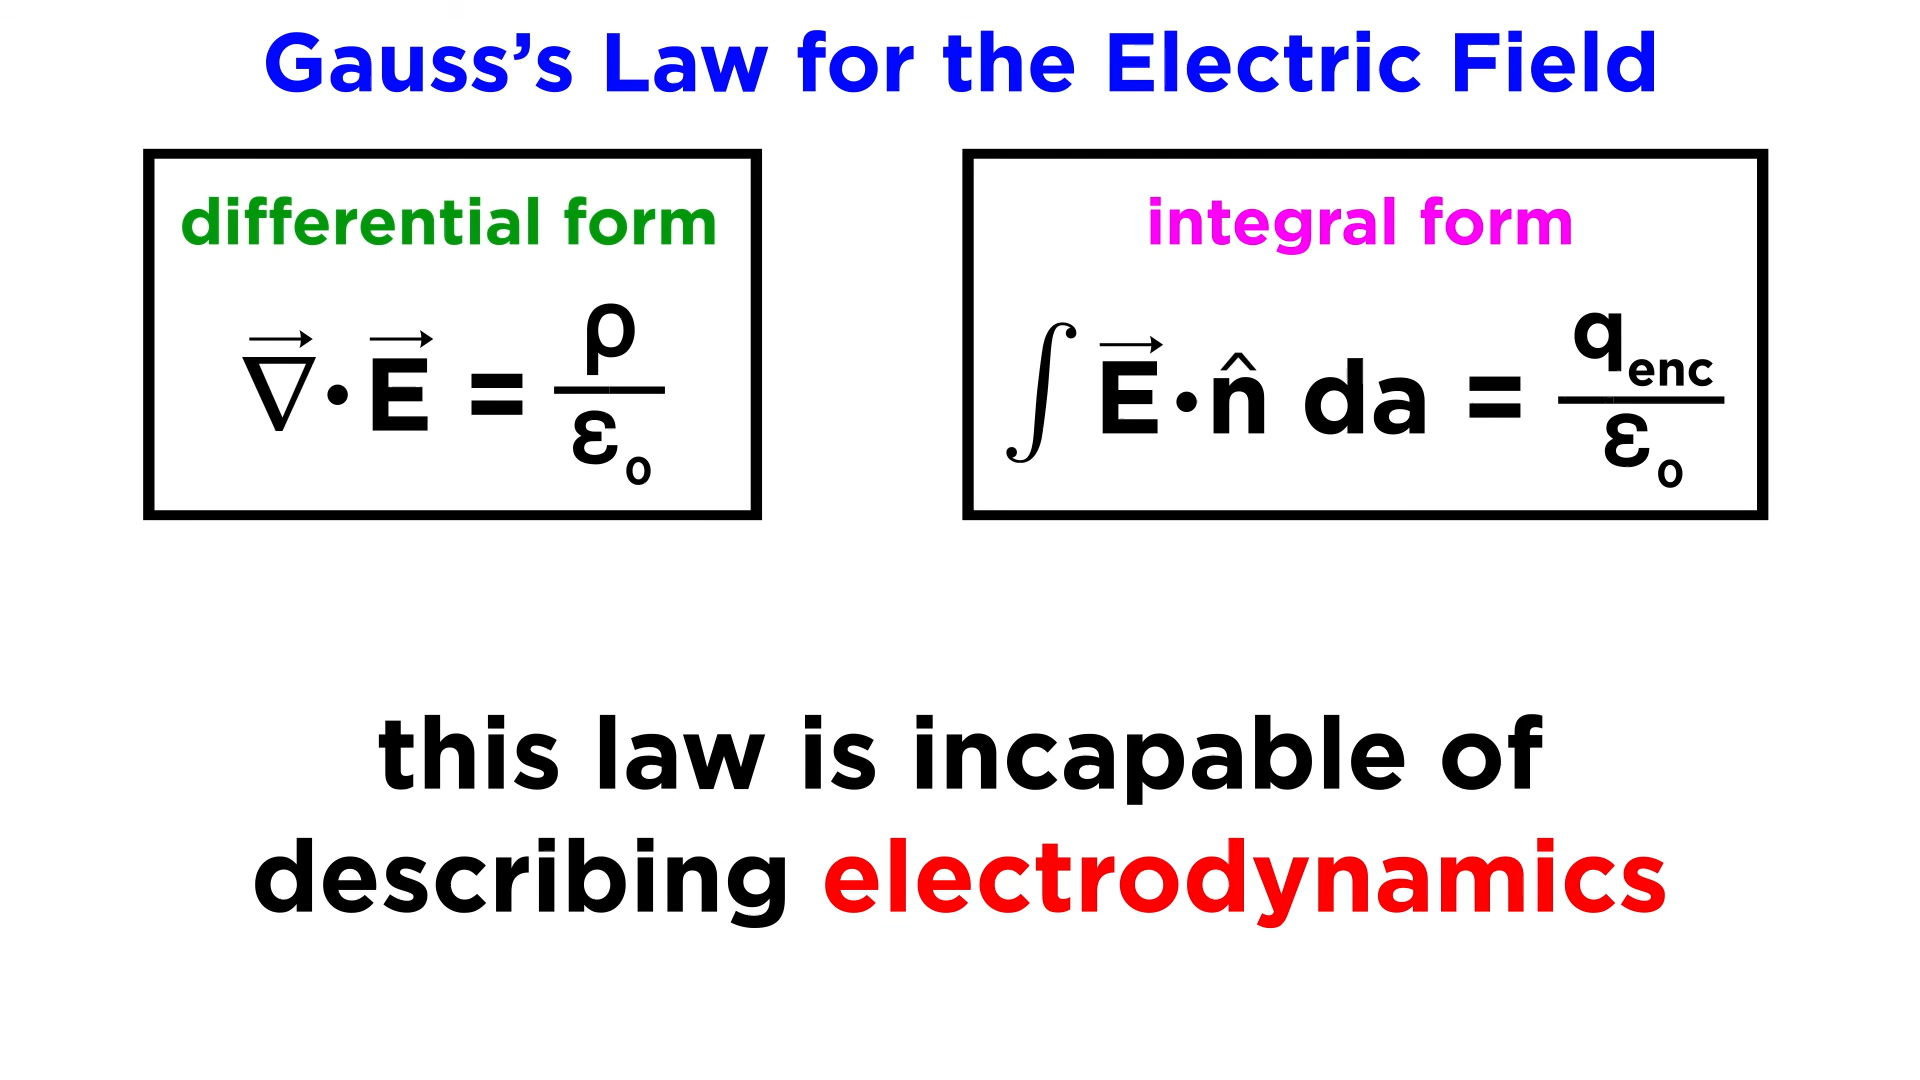 Gauss’s Law for the Electric Field
differential form
∇⃗ · E⃗ = ρ / ε₀
integral form
∫ E⃗ · n̂ da = qenc / ε₀
this law is incapable of
describing electrodynamics